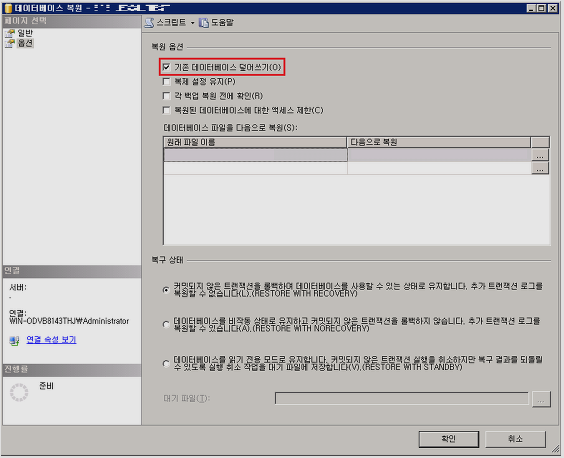 데이터베이스 복원 -
페이지 선택
일반
옵션
스크립트
도움말
복원 옵션
기존 데이터베이스 덮어쓰기(O)
복제 설정 유지(P)
각 백업 복원 전에 확인(R)
복원된 데이터베이스에 대한 액세스 제한(C)
데이터베이스 파일을 다음으로 복원(S):
원래 파일 이름
다음으로 복원
...
...
복구 상태
커밋되지 않은 트랜잭션을 롤백하여 데이터베이스를 사용할 수 있는 상태로 유지합니다. 추가 트랜잭션 로그를
복원할 수 없습니다(L).(RESTORE WITH RECOVERY)
데이터베이스를 비작동 상태로 유지하고 커밋되지 않은 트랜잭션을 롤백하지 않습니다. 추가 트랜잭션 로그를
복원할 수 있습니다(A).(RESTORE WITH NORECOVERY)
데이터베이스를 읽기 전용 모드로 유지합니다. 커밋되지 않은 트랜잭션 실행을 취소하지만 복구 결과를 되돌릴
수 있도록 실행 취소 작업을 대기 파일에 저장합니다(V).(RESTORE WITH STANDBY)
대기 파일(T):
...
연결
서버:
.
연결:
WIN-ODVB8143THJ₩Administrator
연결 속성 보기
진행률
준비
확인
취소